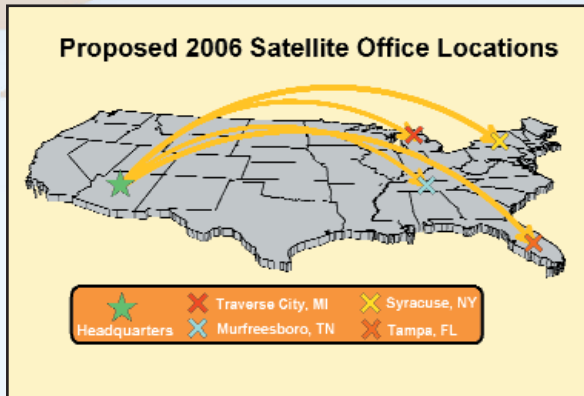 Proposed 2006 Satellite Office Locations
Headquarters
Traverse City, MI
Syracuse, NY
Murfreesboro, TN
Tampa, FL